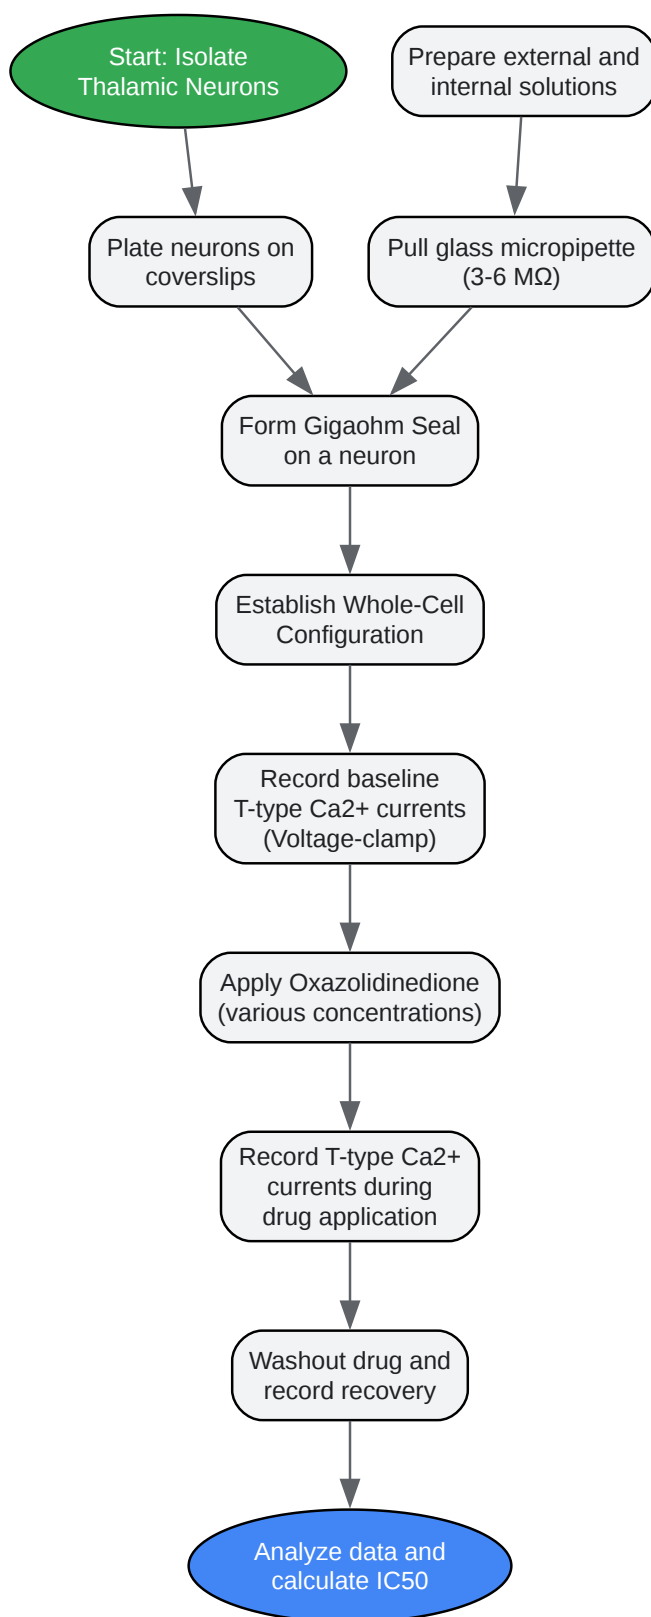 Start: Isolate
Thalamic Neurons
Prepare external and
internal solutions
Plate neurons on
coverslips
Pull glass micropipette
(3-6 MΩ)
Form Gigaohm Seal
on a neuron
Establish Whole-Cell
Configuration
Record baseline
T-type Ca2+ currents
(Voltage-clamp)
Apply Oxazolidinedione
(various concentrations)
Record T-type Ca2+
currents during
drug application
Washout drug and
record recovery
Analyze data and
calculate IC50